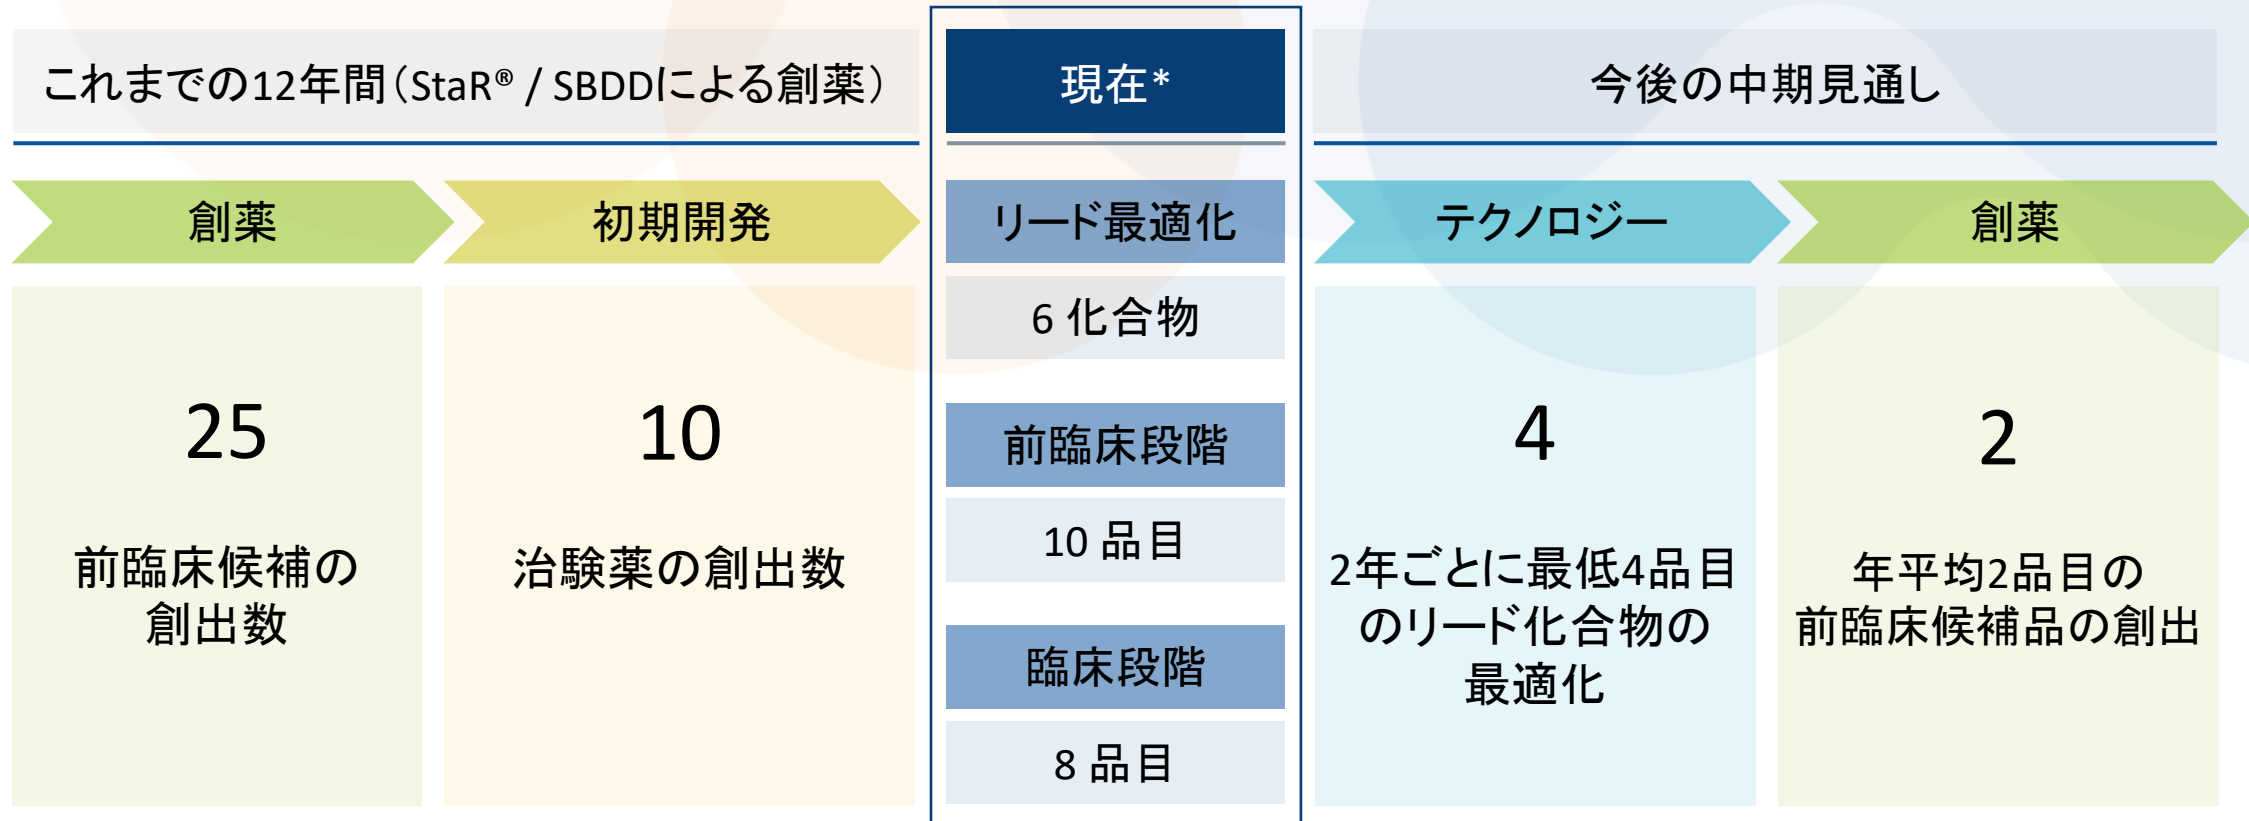 これまでの12年間（StaR® / SBDDによる創薬）
創薬
初期開発
25
前臨床候補の
創出数
10
治験薬の創出数
現在*
リード最適化
6 化合物
前臨床段階
10 品目
臨床段階
8 品目
今後の中期見通し
テクノロジー
創薬
4
2年ごとに最低4品目
のリード化合物の
最適化
2
年平均2品目の
前臨床候補品の創出